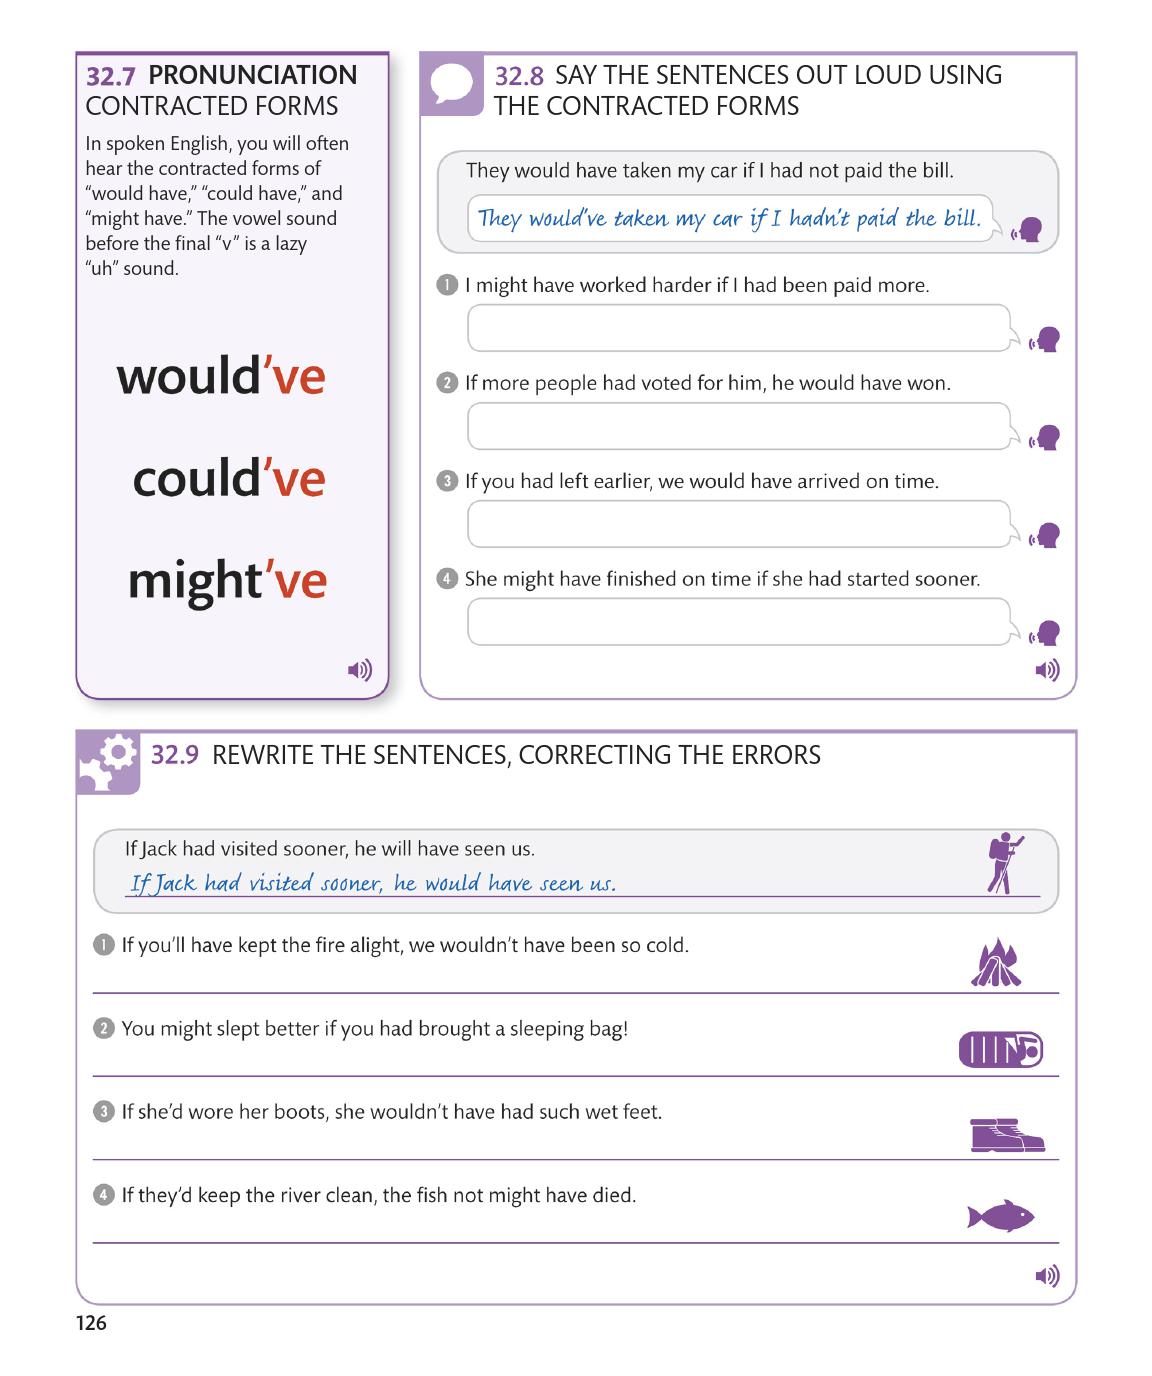 32.7 PRONUNCIATION
CONTRACTED FORMS
In spoken English, you will often
hear the contracted forms of
“would have,” “could have,” and
“might have.” The vowel sound
before the final “v” is a lazy
“uh” sound.
would’ve
could’ve
might’ve
32.8 SAY THE SENTENCES OUT LOUD USING
THE CONTRACTED FORMS
They would have taken my car if I had not paid the bill.
They would’ve taken my car if I hadn’t paid the bill.
1 I might have worked harder if I had been paid more.
2 If more people had voted for him, he would have won.
3 If you had left earlier, we would have arrived on time.
4 She might have finished on time if she had started sooner.
32.9 REWRITE THE SENTENCES, CORRECTING THE ERRORS
If Jack had visited sooner, he will have seen us.
If Jack had visited sooner, he would have seen us.
1 If you’ll have kept the fire alight, we wouldn’t have been so cold.
2 You might slept better if you had brought a sleeping bag!
3 If she’d wore her boots, she wouldn’t have had such wet feet.
4 If they’d keep the river clean, the fish not might have died.
126